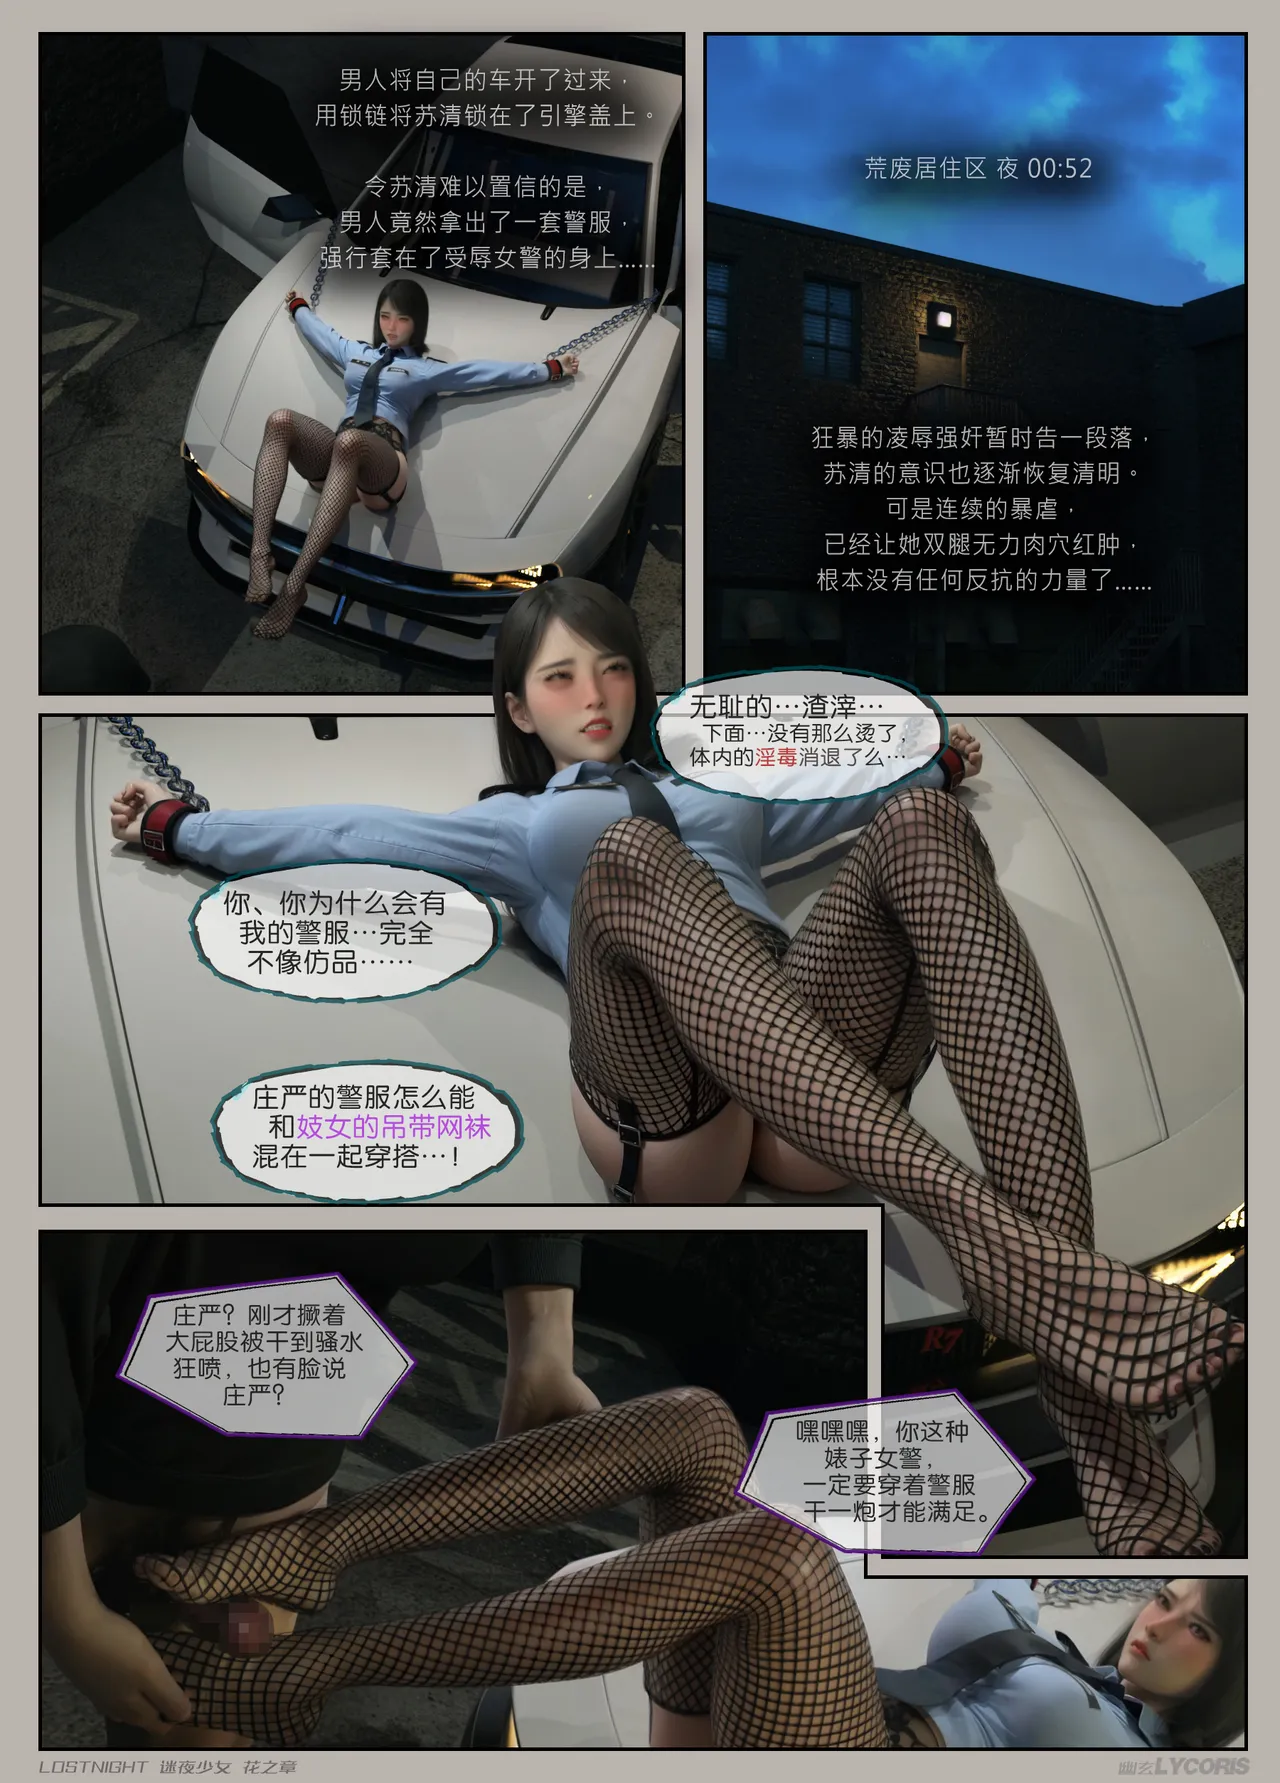 荒废居住区 夜 00:52
狂暴的凌辱强奸暂时告一段落，
苏清的意识也逐渐恢复清明。
可是连续的暴虐，
已经让她双腿无力肉穴红肿，
根本没有任何反抗的力量了……
男人将自己的车开了过来，
用锁链将苏清锁在了引擎盖上。
令苏清难以置信的是，
男人竟然拿出了一套警服，
强行套在了受辱女警的身上……
无耻的…渣滓…
下面…没有那么烫了，
体内的淫毒消退了么…
你、你为什么会有
我的警服…完全
不像仿品……
庄严的警服怎么能
和妓女的吊带网袜
混在一起穿搭…！
R7
庄严？刚才撅着
大屁股被干到骚水
狂喷，也有脸说
庄严？
嘿嘿嘿，你这种
婊子女警，
一定要穿着警服
干一炮才能满足。
LOSTNIGHT 迷夜少女 花之章
幽玄LYCORIS